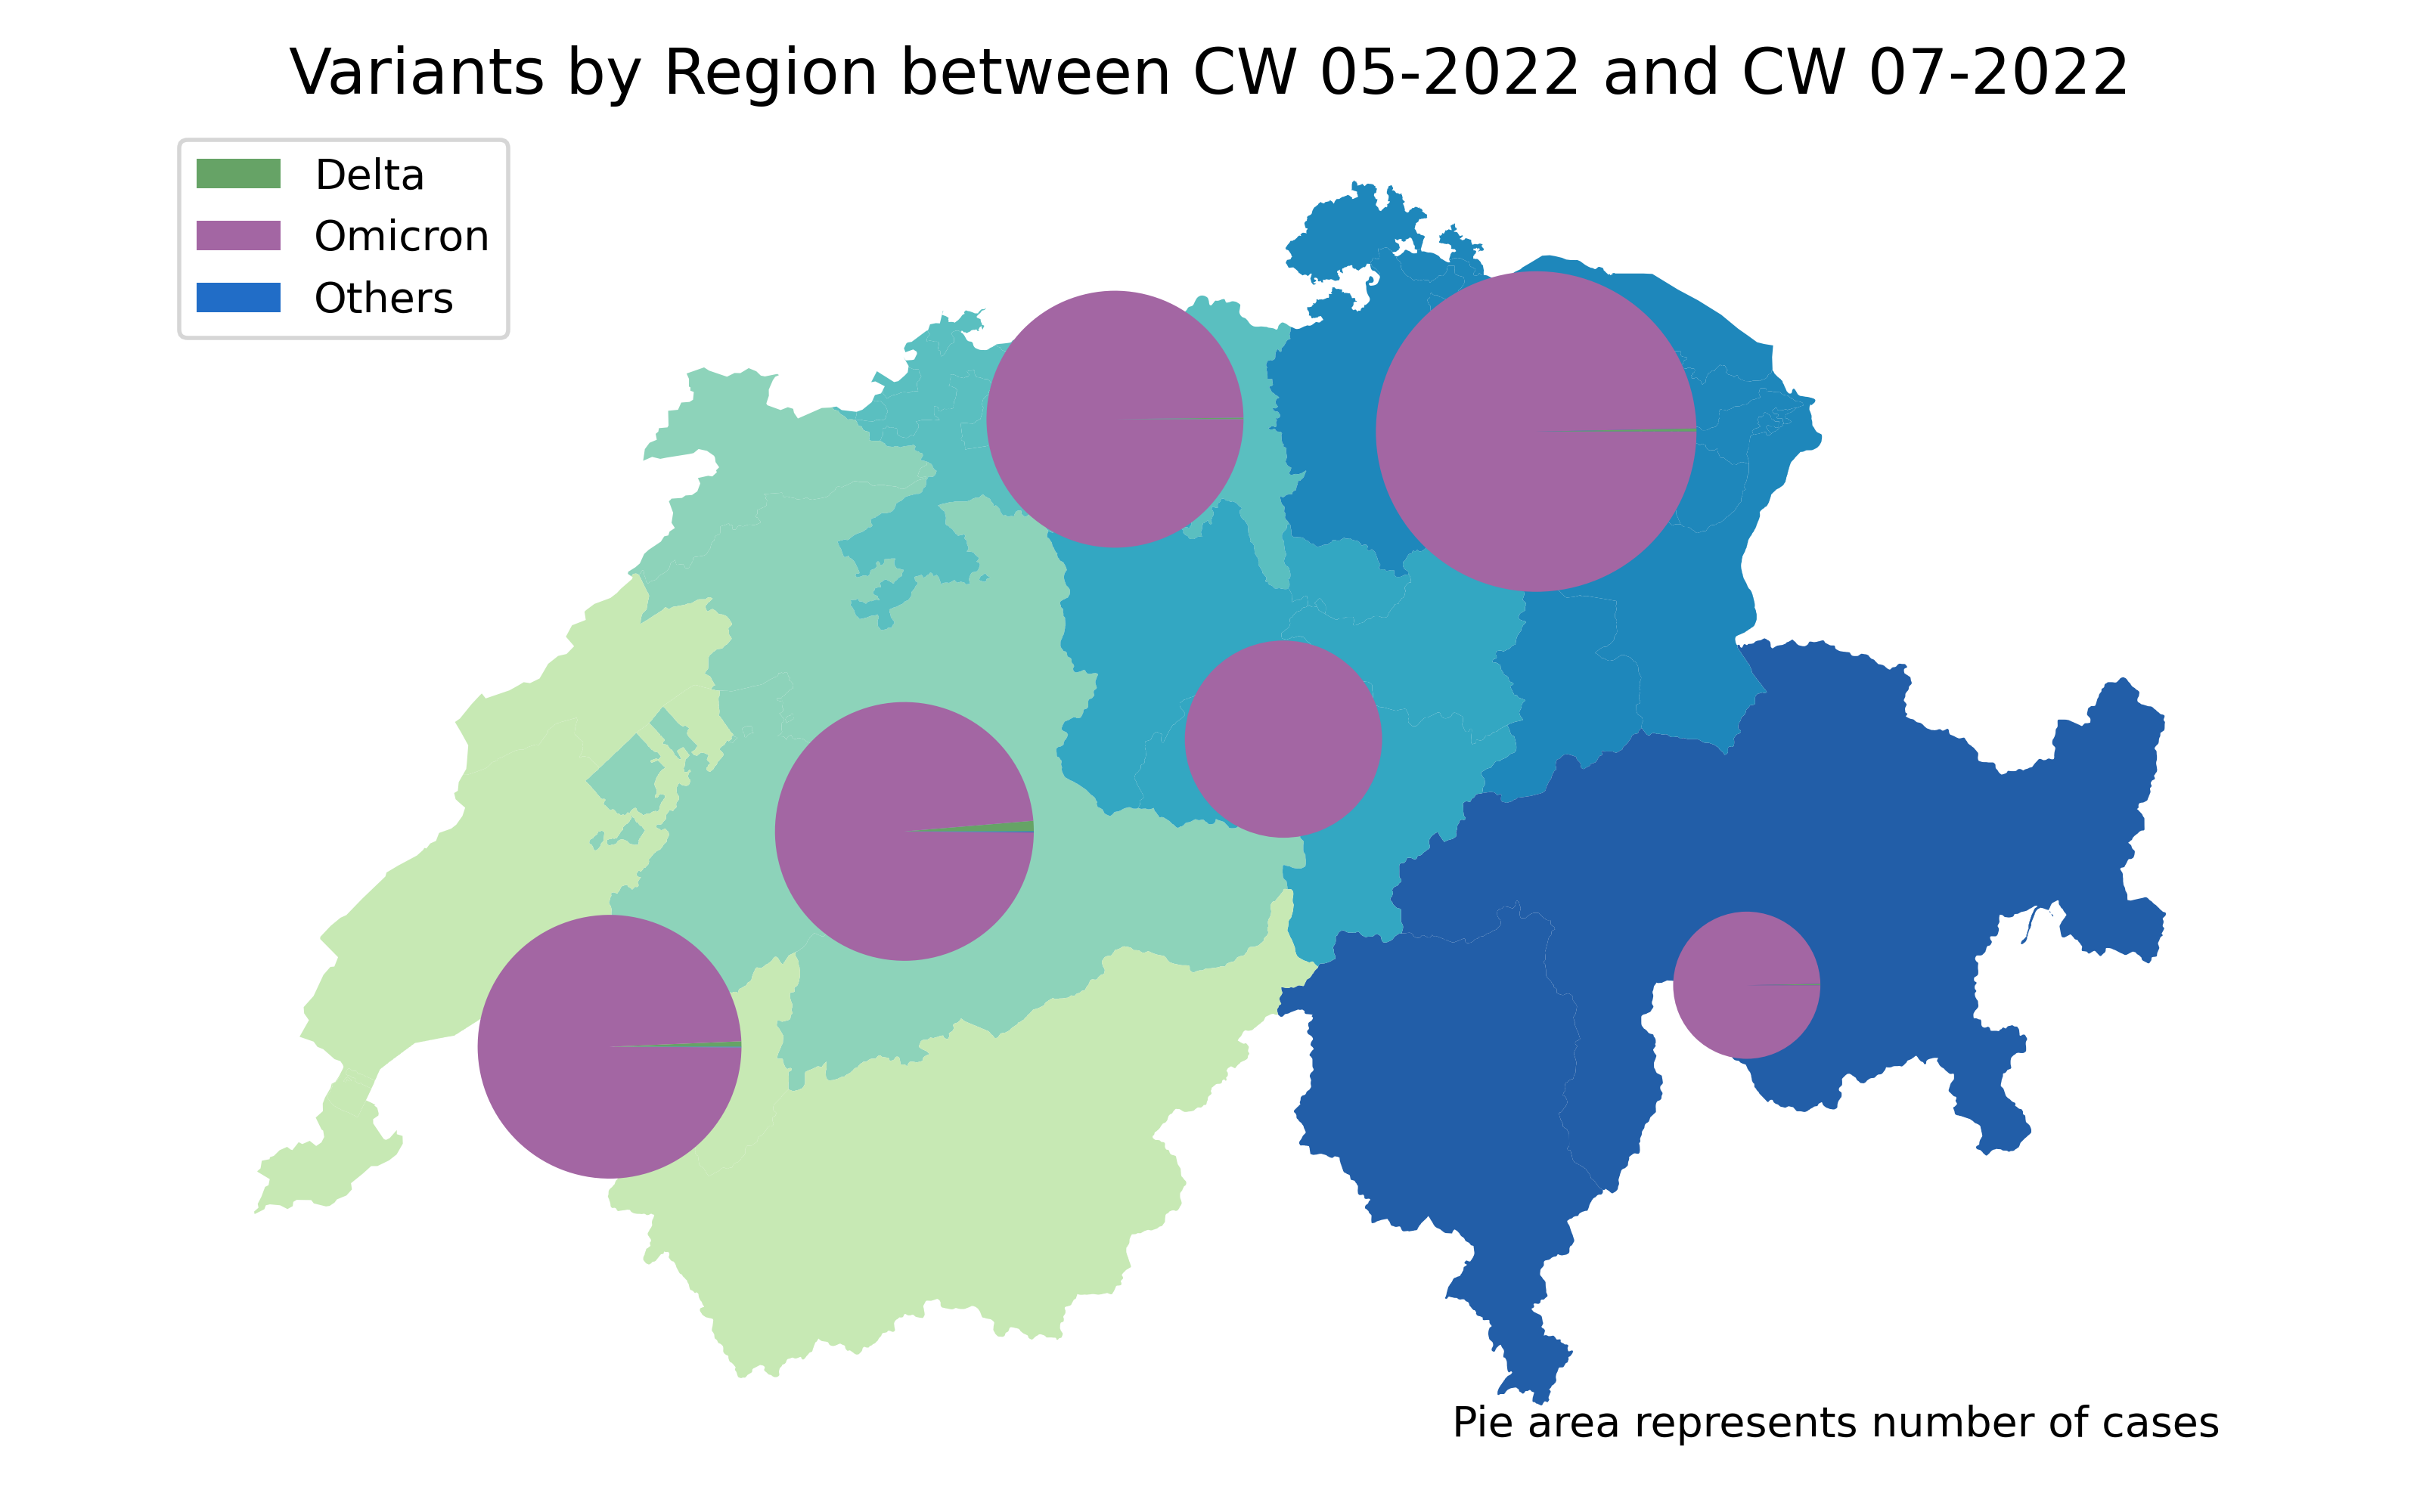 Variants by Region between CW 05-2022 and CW 07-2022
Delta
Omicron
Others
Pie area represents number of cases